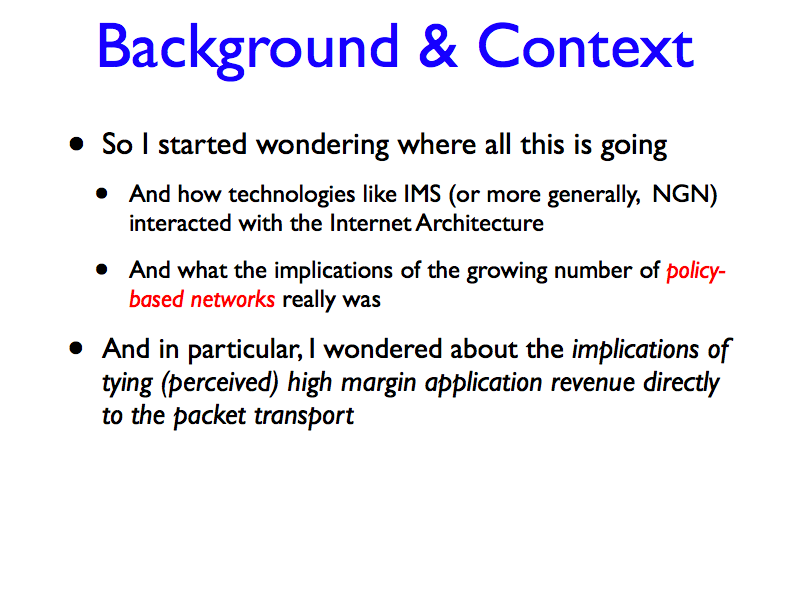 Background & Context
• So I started wondering where all this is going
• And how technologies like IMS (or more generally, NGN)
interacted with the Internet Architecture
• And what the implications of the growing number of policy-
based networks really was
• And in particular, I wondered about the implications of
tying (perceived) high margin application revenue directly
to the packet transport